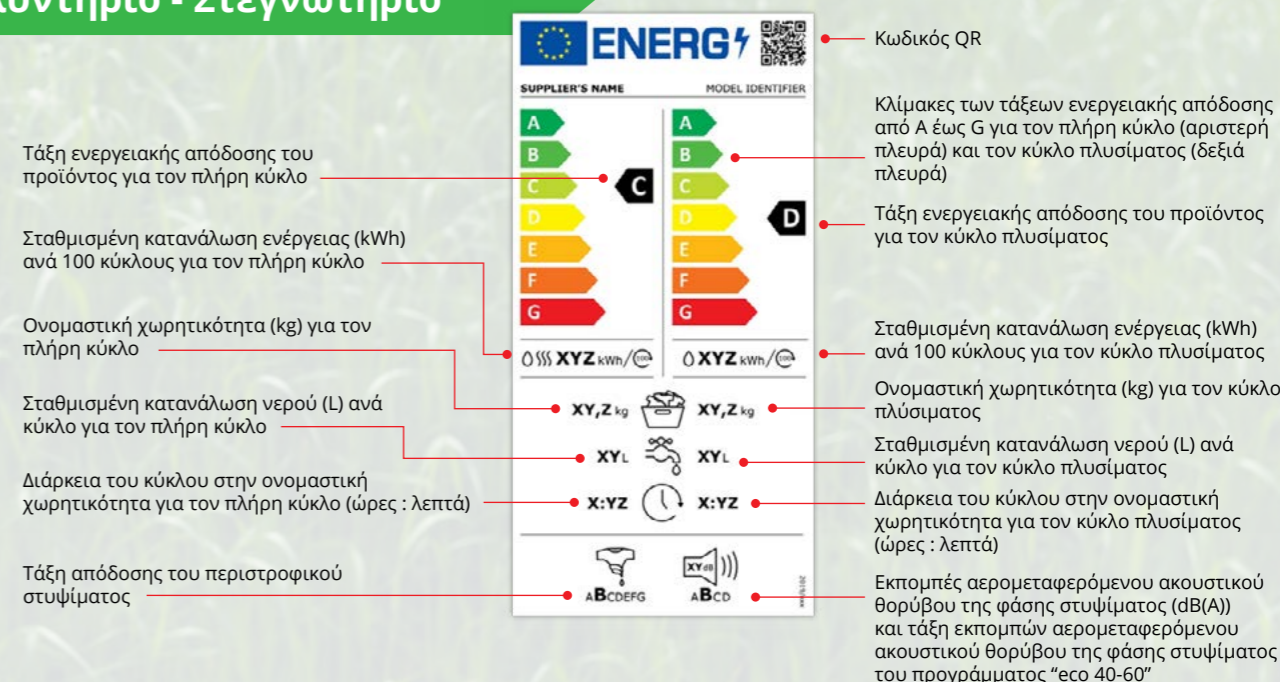 Στεγνωτήριο
ENERG
SUPPLIER'S NAME
MODEL IDENTIFIER
A
B
C
D
E
F
G
C
A
B
C
D
E
F
G
D
XYZ kWh/100
XYZ kWh/100
XY,Z kg
XY,Z kg
XY L
XY L
X:YZ
X:YZ
XY dB
ABCDEFG
ABCD
Τάξη ενεργειακής απόδοσης του
προϊόντος για τον πλήρη κύκλο
Σταθμισμένη κατανάλωση ενέργειας (kWh)
ανά 100 κύκλους για τον πλήρη κύκλο
Ονομαστική χωρητικότητα (kg) για τον
πλήρη κύκλο
Σταθμισμένη κατανάλωση νερού (L) ανά
κύκλο για τον πλήρη κύκλο
Διάρκεια του κύκλου στην ονομαστική
χωρητικότητα για τον πλήρη κύκλο (ώρες : λεπτά)
Τάξη απόδοσης του περιστροφικού
στυψίματος
Κωδικός QR
Κλίμακες των τάξεων ενεργειακής απόδοσης
από A έως G για τον πλήρη κύκλο (αριστερή
πλευρά) και τον κύκλο πλυσίματος (δεξιά
πλευρά)
Τάξη ενεργειακής απόδοσης του προϊόντος
για τον κύκλο πλυσίματος
Σταθμισμένη κατανάλωση ενέργειας (kWh)
ανά 100 κύκλους για τον κύκλο πλυσίματος
Ονομαστική χωρητικότητα (kg) για τον κύκλο
πλύσιματος
Σταθμισμένη κατανάλωση νερού (L) ανά
κύκλο για τον κύκλο πλυσίματος
Διάρκεια του κύκλου στην ονομαστική
χωρητικότητα για τον κύκλο πλυσίματος
(ώρες : λεπτά)
Εκπομπές αερομεταφερόμενου ακουστικού
θορύβου της φάσης στυψίματος (dB(A))
και τάξη εκπομπών αερομεταφερόμενου
ακουστικού θορύβου της φάσης στυψίματος
του προγράμματος “eco 40-60”